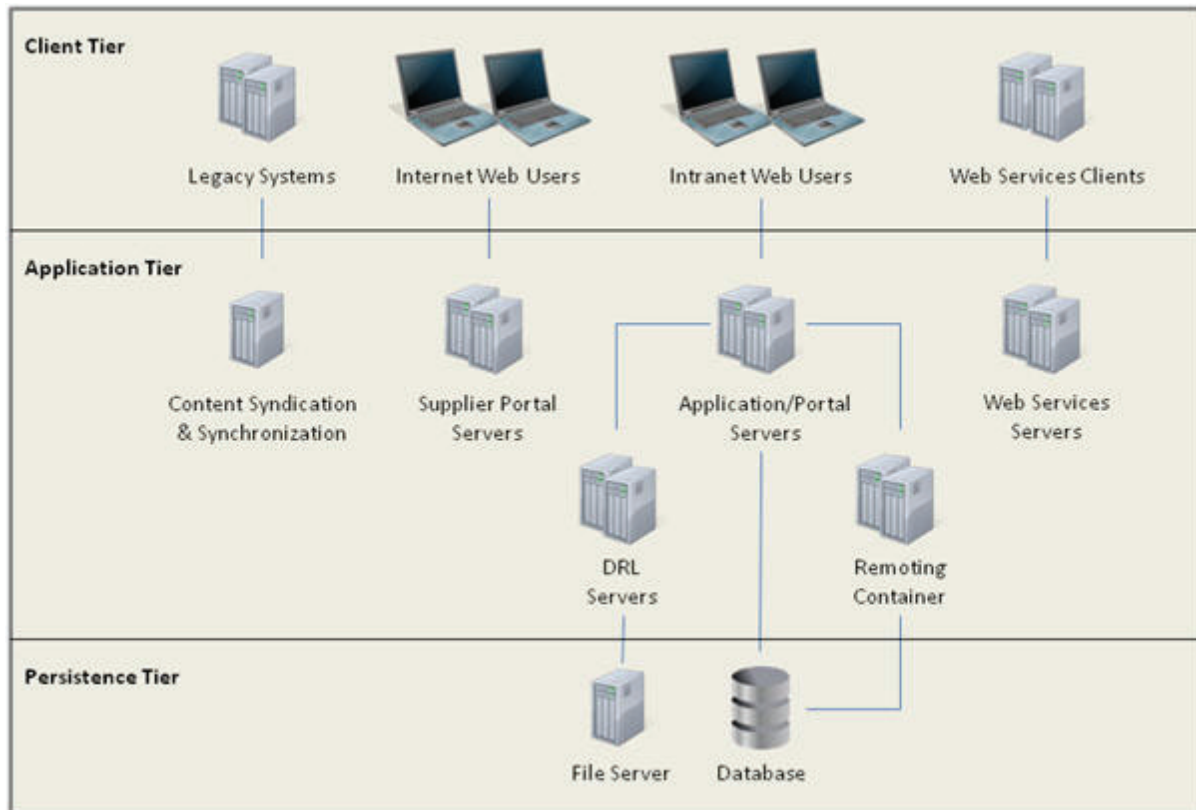 Client Tier
Legacy Systems
Internet Web Users
Intranet Web Users
Web Services Clients
Application Tier
Content Syndication
& Synchronization
Supplier Portal
Servers
Application/Portal
Servers
Web Services
Servers
DRL
Servers
Remoting
Container
Persistence Tier
File Server
Database